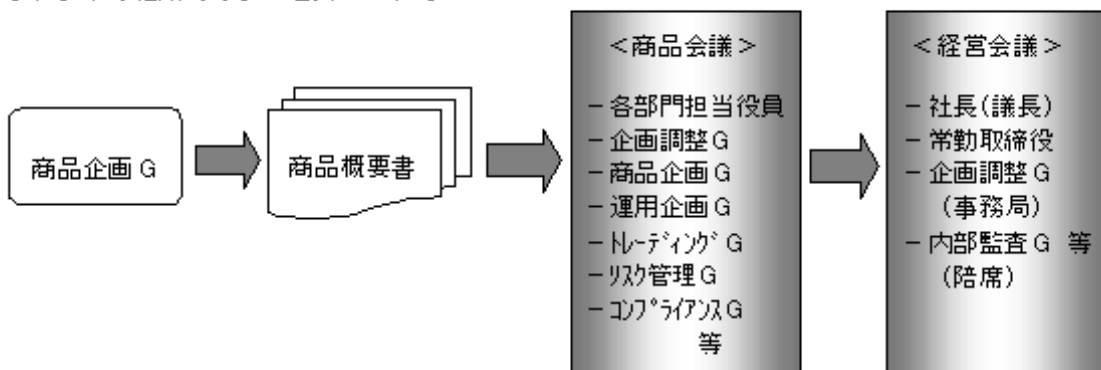 商品企画G
商品概要書
＜商品会議＞
－各部門担当役員
－企画調整G
－商品企画G
－運用企画G
－ﾄﾚｰﾃﾞｨﾝｸﾞG
－ﾘｽｸ管理G
－ｺﾝﾌﾟﾗｲｱﾝｽG
等
＜経営会議＞
－社長(議長)
－常勤取締役
－企画調整G
(事務局)
－内部監査G 等
(陪席)